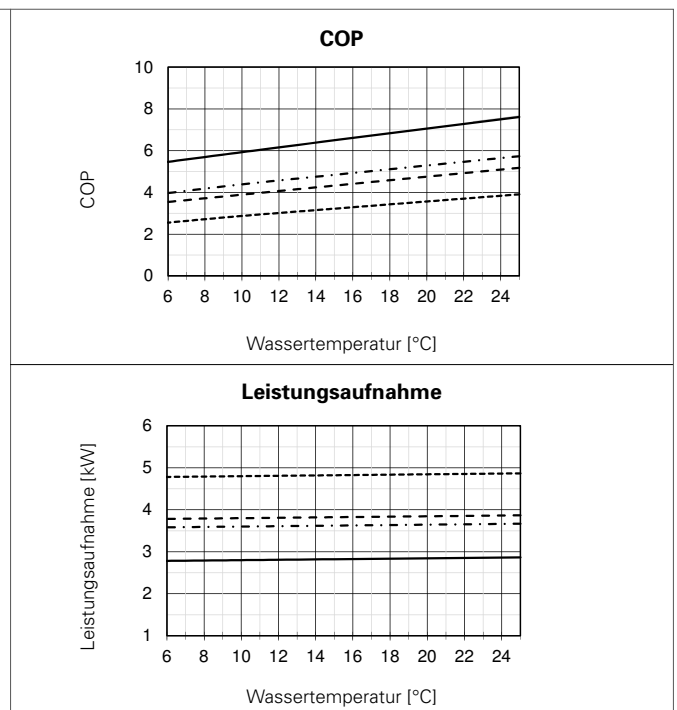 COP
10
8
6
4
2
0
COP
6 8 10 12 14 16 18 20 22 24
Wassertemperatur [°C]
Leistungsaufnahme
6
5
4
3
2
1
Leistungsaufnahme [kW]
6 8 10 12 14 16 18 20 22 24
Wassertemperatur [°C]